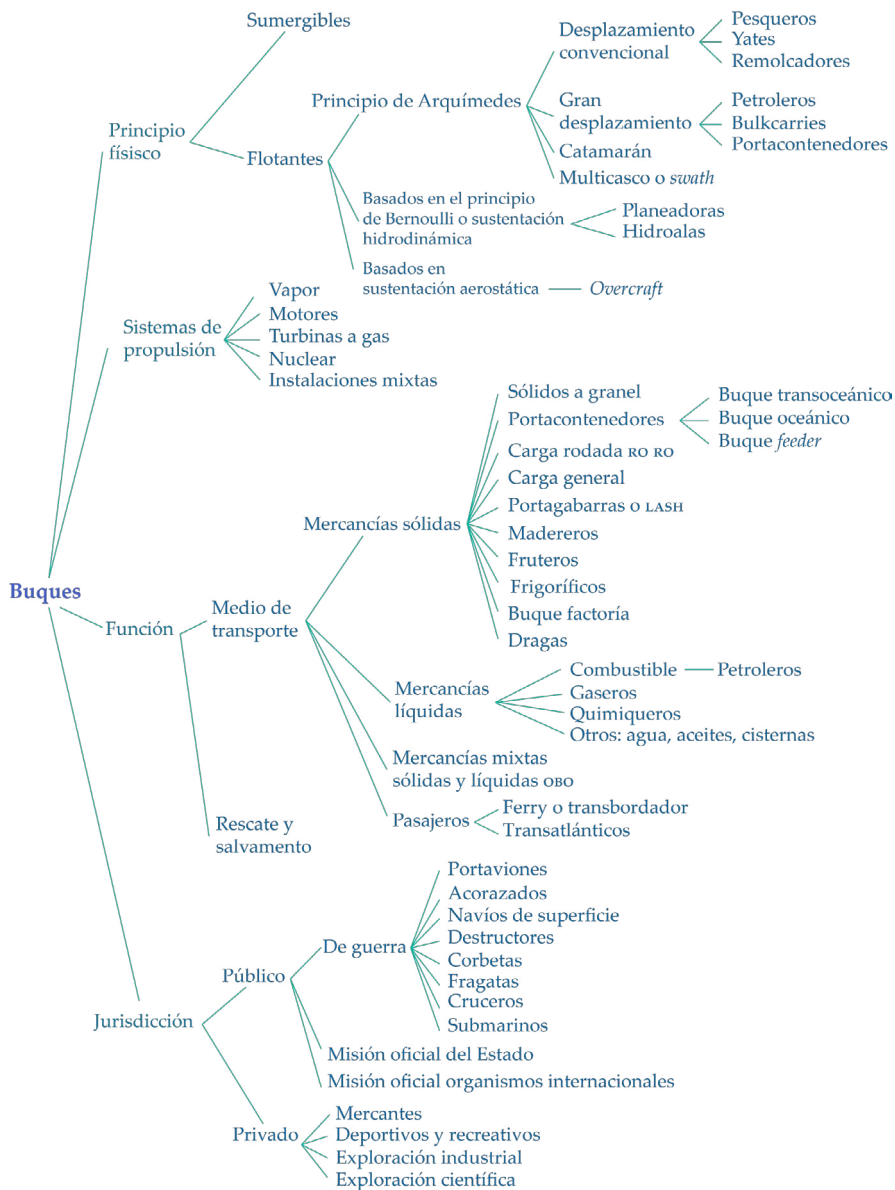 Sumergibles
Desplazamiento
convencional
Pesqueros
Yates
Remolcadores
Principio de Arquímedes
Gran
desplazamiento
Petroleros
Bulkcarries
Portacontenedores
Principio
físisco
Flotantes
Catamarán
Multicasco o swath
Basados en el principio
de Bernoulli o sustentación
hidrodinámica
Planeadoras
Hidroalas
Basados en
sustentación aerostática
Overcraft
Sistemas de
propulsión
Vapor
Motores
Turbinas a gas
Nuclear
Instalaciones mixtas
Buques
Función
Medio de
transporte
Mercancías sólidas
Sólidos a granel
Portacontenedores
Buque transoceánico
Buque oceánico
Buque feeder
Carga rodada RO RO
Carga general
Portagabarras o LASH
Madereros
Fruteros
Frigoríficos
Buque factoría
Dragas
Mercancías
líquidas
Combustible
Petroleros
Gaseros
Quimiqueros
Otros: agua, aceites, cisternas
Mercancías mixtas
sólidas y líquidas OBO
Pasajeros
Ferry o transbordador
Transatlánticos
Rescate y
salvamento
Jurisdicción
Público
De guerra
Portaviones
Acorazados
Navíos de superficie
Destructores
Corbetas
Fragatas
Cruceros
Submarinos
Misión oficial del Estado
Misión oficial organismos internacionales
Privado
Mercantes
Deportivos y recreativos
Exploración industrial
Exploración científica